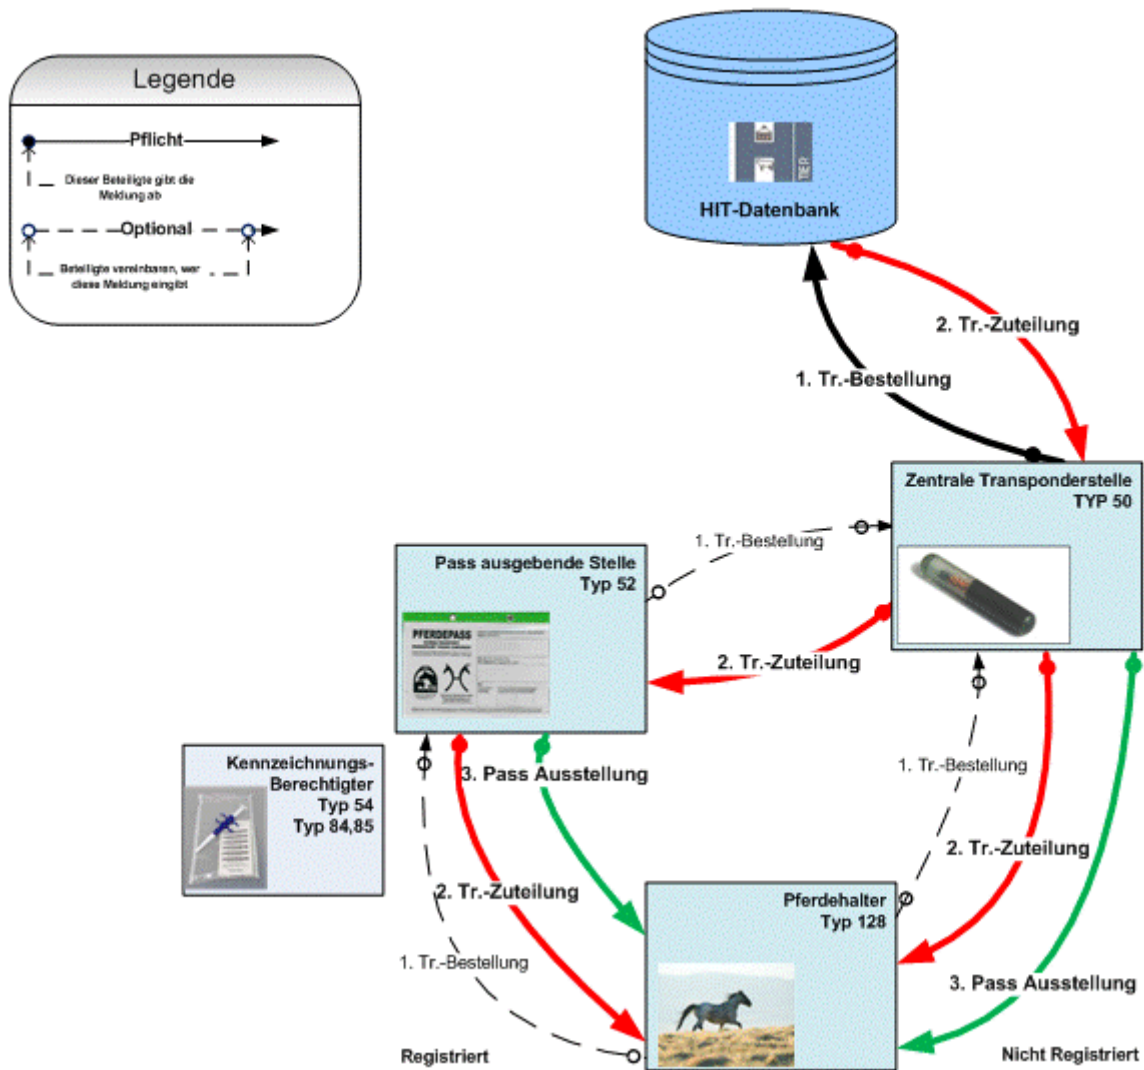 Legende
Pflicht
Dieser Beteiligte gibt die
Meldung ab
Optional
Beteiligte vereinbaren, wer
diese Meldung eingibt
TIER
HIT-Datenbank
2. Tr.-Zuteilung
1. Tr.-Bestellung
Zentrale Transponderstelle
TYP 50
1. Tr.-Bestellung
Pass ausgebende Stelle
Typ 52
PFERDEPASS
2. Tr.-Zuteilung
Kennzeichnungs-
Berechtigter
Typ 54
Typ 84,85
3. Pass Ausstellung
1. Tr.-Bestellung
2. Tr.-Zuteilung
2. Tr.-Zuteilung
Pferdehalter
Typ 128
1. Tr.-Bestellung
3. Pass Ausstellung
Registriert
Nicht Registriert